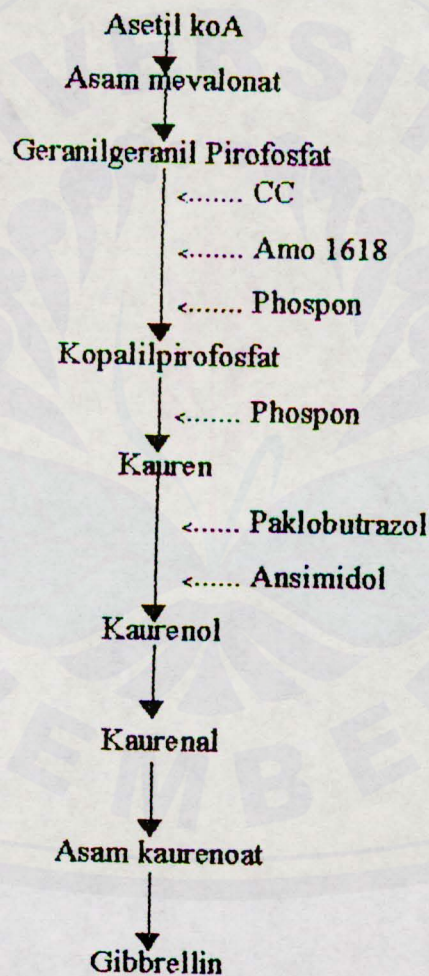 Asetil koA
Asam mevalonat
Geranilgeranil Pirofosfat
<....... CC
<....... Amo 1618
<....... Phospon
Kopalilpirofosfat
<....... Phospon
Kauren
<....... Paklobutrazol
<...... Ansimidol
Kaurenol
Kaurenal
Asam kaurenoat
Gibbrellin